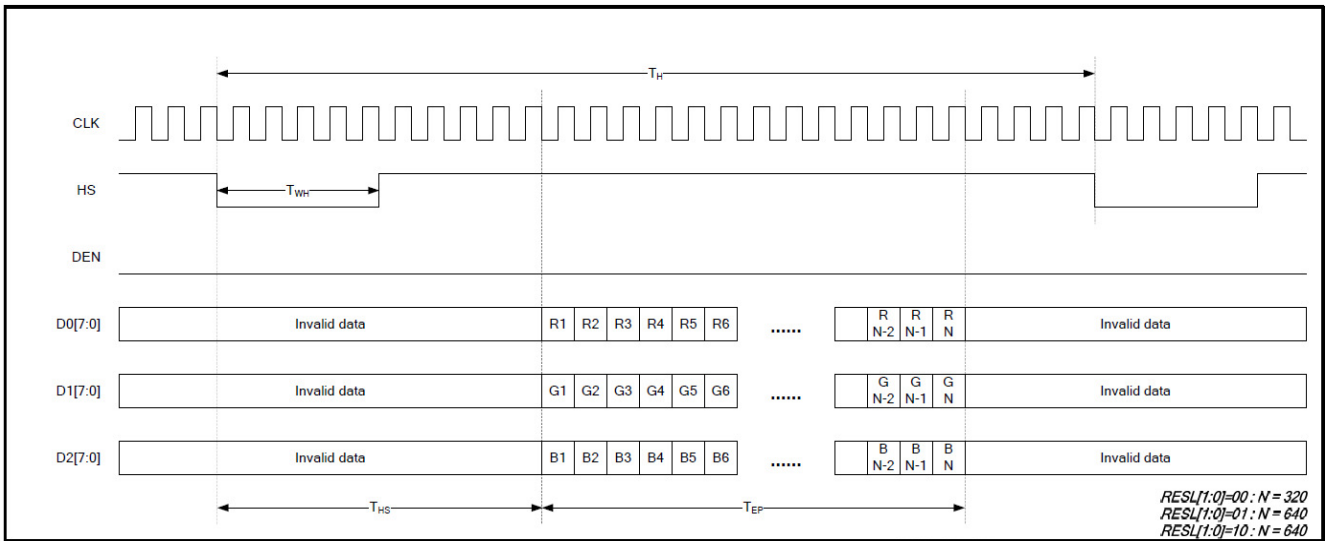 TH
CLK
HS
TWH
DEN
D0[7:0]
Invalid data
R1 R2 R3 R4 R5 R6
......
R R R
N-2 N-1 N
Invalid data
D1[7:0]
Invalid data
G1 G2 G3 G4 G5 G6
......
G G G
N-2 N-1 N
Invalid data
D2[7:0]
Invalid data
B1 B2 B3 B4 B5 B6
......
B B B
N-2 N-1 N
Invalid data
THS
TEP
RESL[1:0]=00 : N = 320
RESL[1:0]=01 : N = 640
RESL[1:0]=10 : N = 640